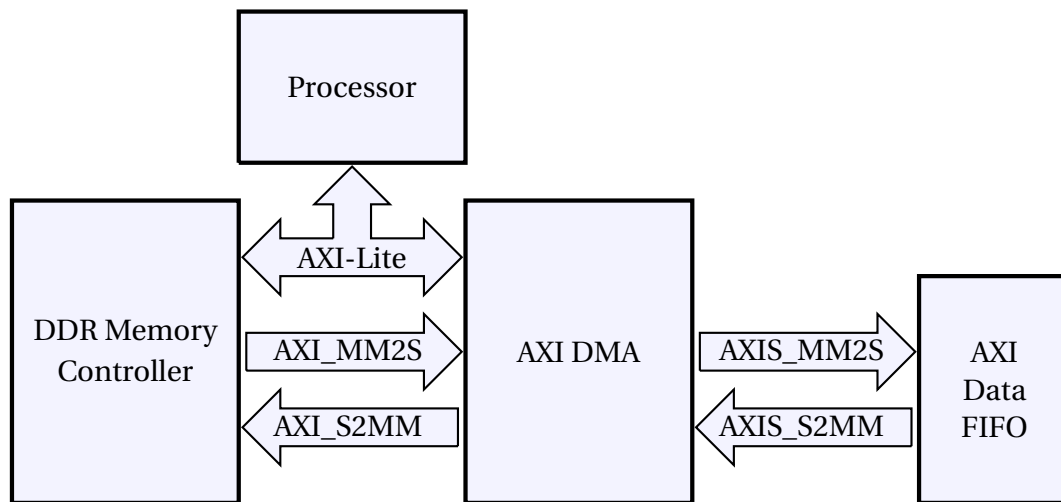 Processor
AXI-Lite
DDR Memory
Controller
AXI_MM2S
AXI_S2MM
AXI DMA
AXIS_MM2S
AXIS_S2MM
AXI
Data
FIFO